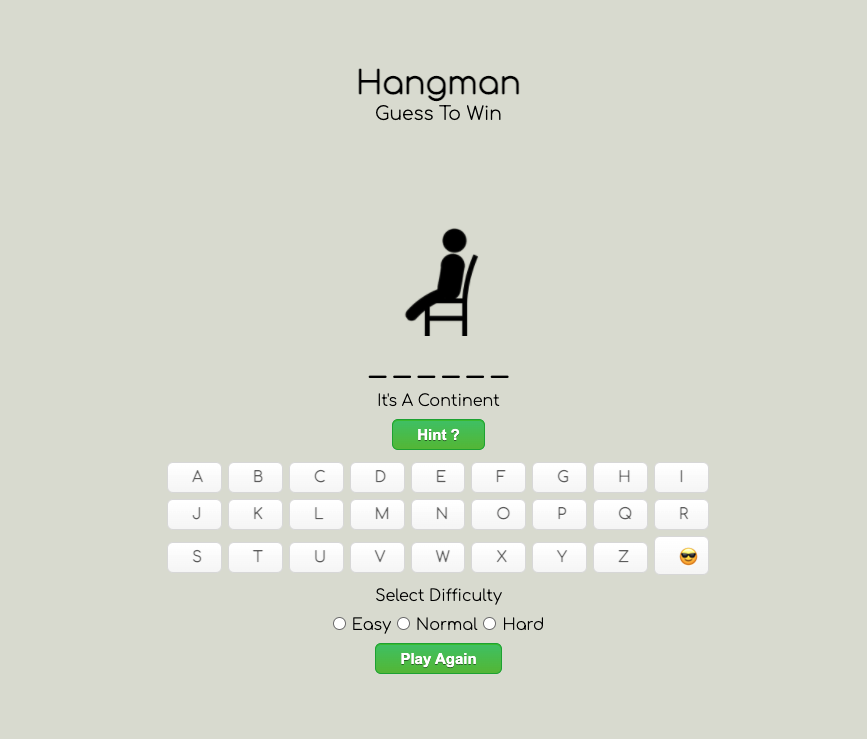 Hangman
Guess To Win
_ _ _ _ _ _
It's A Continent
Hint ?
A B C D E F G H I
J K L M N O P Q R
S T U V W X Y Z 😎
Select Difficulty
Easy Normal Hard
Play Again